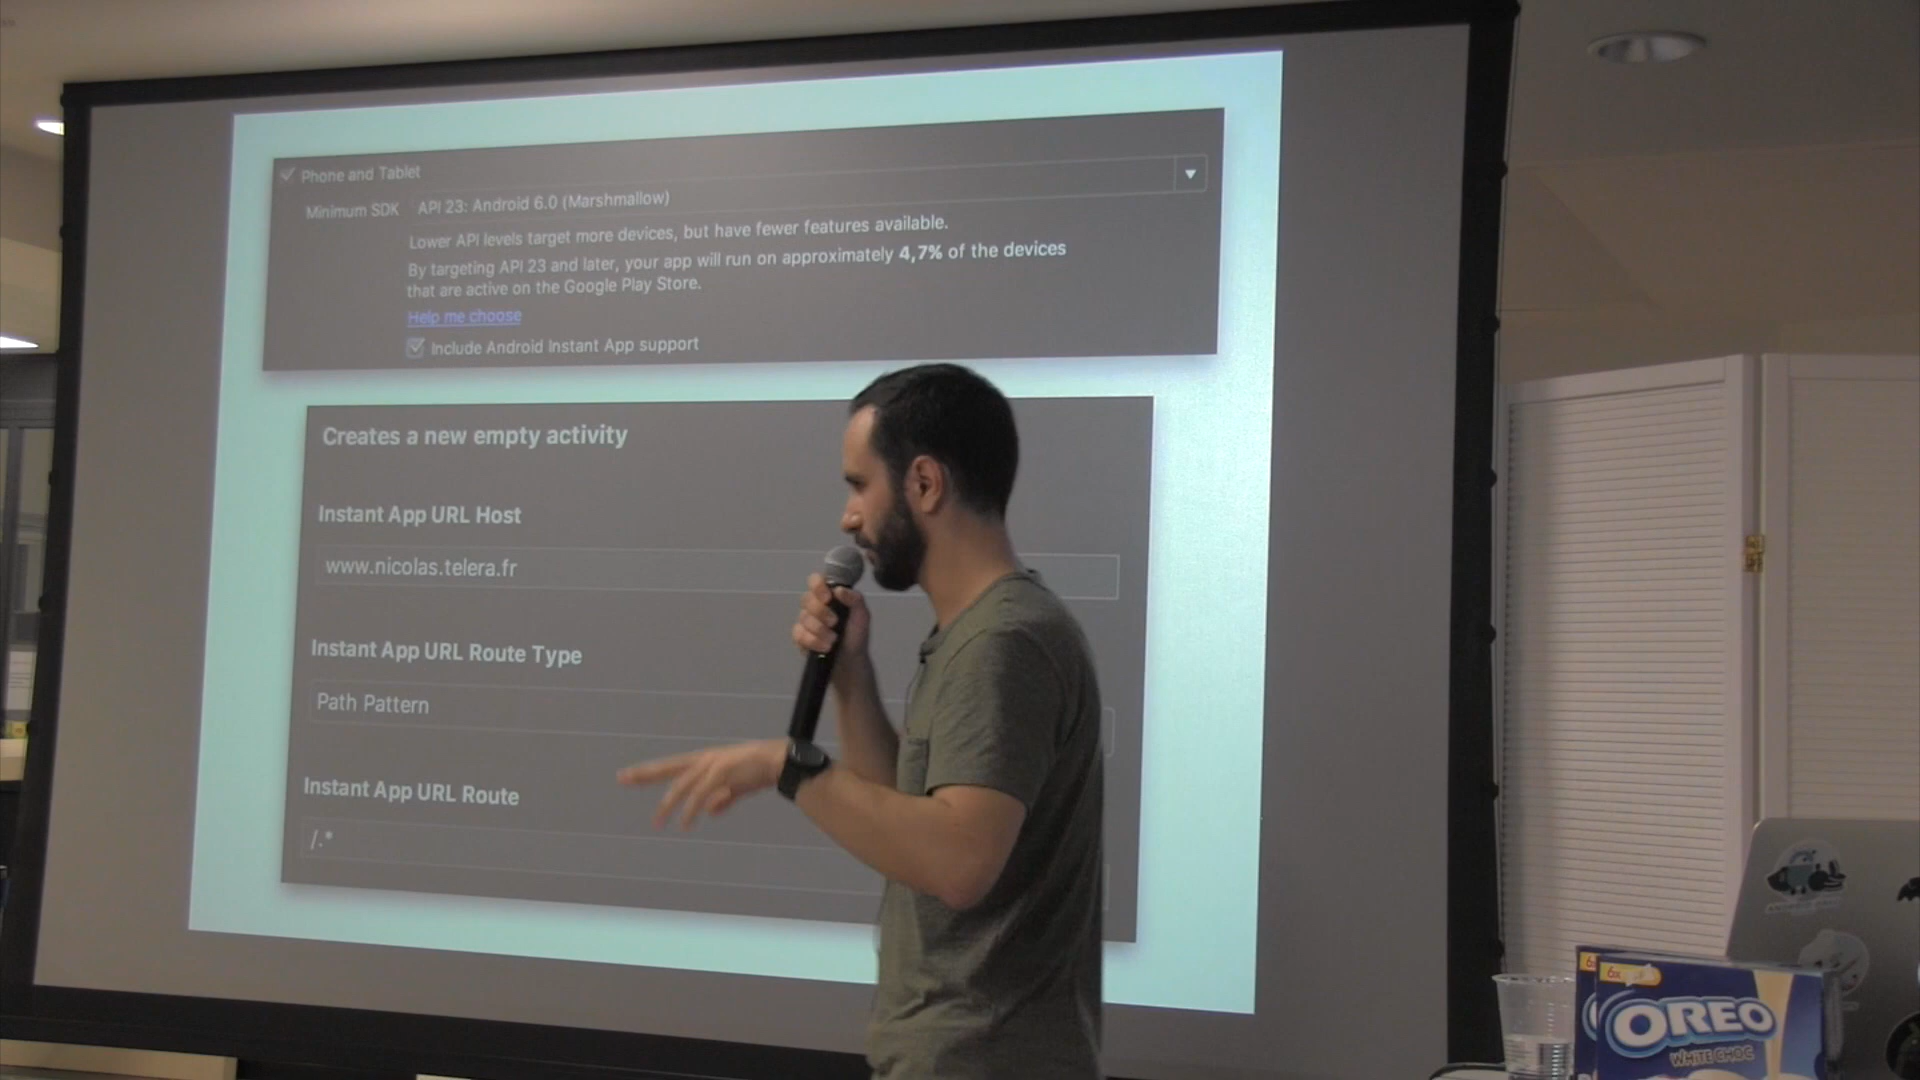 Phone and Tablet
Minimum SDK API 23: Android 6.0 (Marshmallow)
Lower API levels target more devices, but have fewer features available.
By targeting API 23 and later, your app will run on approximately 4,7% of the devices
that are active on the Google Play Store.
Help me choose
Include Android Instant App support
Creates a new empty activity
Instant App URL Host
www.nicolas.telera.fr
Instant App URL Route Type
Path Pattern
Instant App URL Route
/.*
6x
OREO
WHITE CHOC